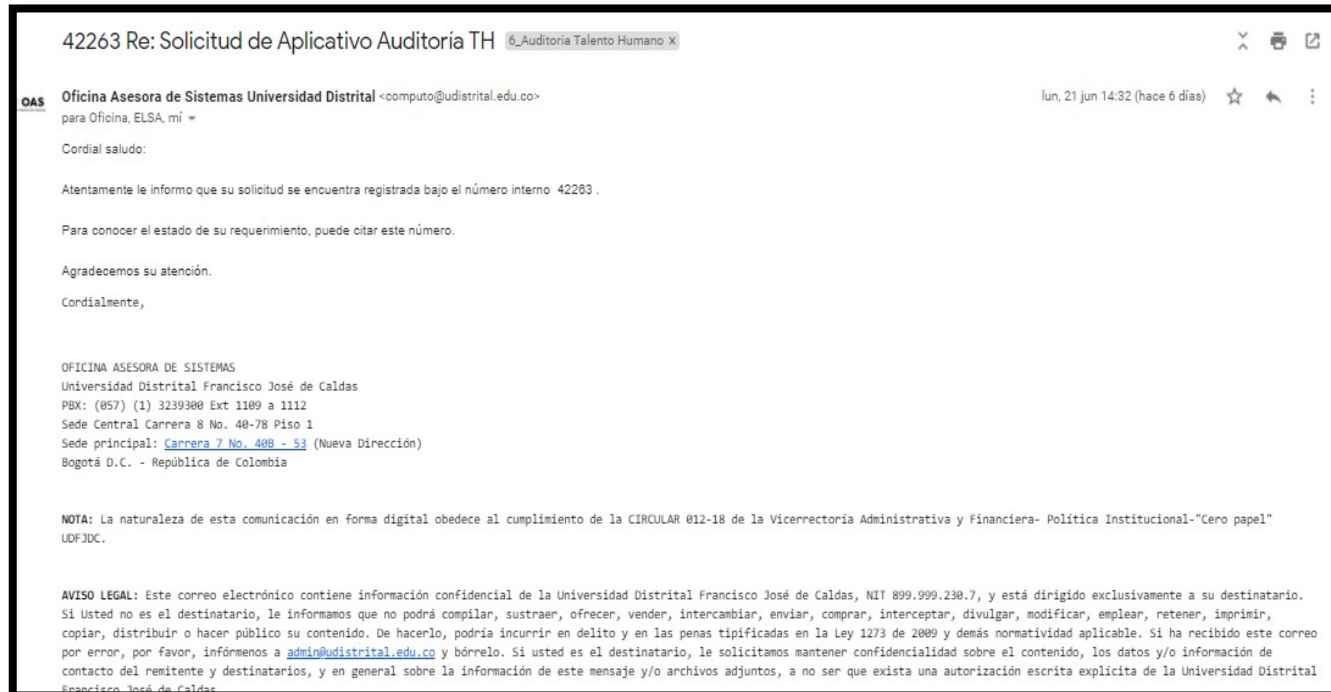 42263 Re: Solicitud de Aplicativo Auditoría TH 6_Auditoria Talento Humano x
OAS Oficina Asesora de Sistemas Universidad Distrital <computo@udistrital.edu.co> lun, 21 jun 14:32 (hace 6 días)
para Oficina, ELSA, mí
Cordial saludo:
Atentamente le informo que su solicitud se encuentra registrada bajo el número interno 42263 .
Para conocer el estado de su requerimiento, puede citar este número.
Agradecemos su atención.
Cordialmente,
OFICINA ASESORA DE SISTEMAS
Universidad Distrital Francisco José de Caldas
PBX: (057) (1) 3239300 Ext 1109 a 1112
Sede Central Carrera 8 No. 40-78 Piso 1
Sede principal: Carrera 7 No. 40B - 53 (Nueva Dirección)
Bogotá D.C. - República de Colombia
NOTA: La naturaleza de esta comunicación en forma digital obedece al cumplimiento de la CIRCULAR 012-18 de la Vicerrectoría Administrativa y Financiera- Política Institucional-"Cero papel"
UDFJDC.
AVISO LEGAL: Este correo electrónico contiene información confidencial de la Universidad Distrital Francisco José de Caldas, NIT 899.999.230.7, y está dirigido exclusivamente a su destinatario.
Si Usted no es el destinatario, le informamos que no podrá compilar, sustraer, ofrecer, vender, intercambiar, enviar, comprar, interceptar, divulgar, modificar, emplear, retener, imprimir,
copiar, distribuir o hacer público su contenido. De hacerlo, podría incurrir en delito y en las penas tipificadas en la Ley 1273 de 2009 y demás normatividad aplicable. Si ha recibido este correo
por error, por favor, infórmenos a admin@udistrital.edu.co y bórrelo. Si usted es el destinatario, le solicitamos mantener confidencialidad sobre el contenido, los datos y/o información de
contacto del remitente y destinatarios, y en general sobre la información de este mensaje y/o archivos adjuntos, a no ser que exista una autorización escrita explícita de la Universidad Distrital
Francisco José de Caldas